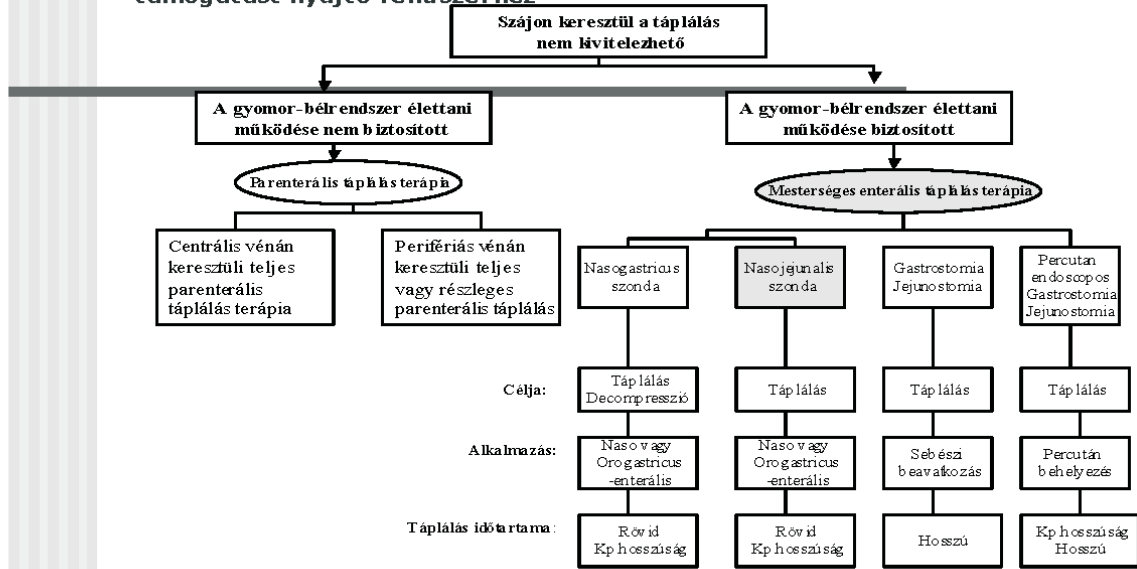 támogatást nyújtó rendszerhez
Szájon keresztül a táplálás
nem kivitelezhető
A gyomor-bélrendszer élettani
működése nem biztosított
A gyomor-bélrendszer élettani
működése biztosított
Parenterális táplálás terápia
Mesterséges enterális táplálás terápia
Centrális vénán
keresztüli teljes
parenterális
táplálás terápia
Perifériás vénán
keresztüli teljes
vagy részleges
parenterális táplálás
Nasogastricus
szonda
Nasojejunalis
szonda
Gastrostomia
Jejunostomia
Percutan
endoscopos
Gastrostomia
Jejunostomia
Célja:
Táplálás
Decompresszió
Táplálás
Táplálás
Táplálás
Alkalmazás:
Naso vagy
Orogastricus
-enterális
Naso vagy
Orogastricus
-enterális
Sebészi
beavatkozás
Percután
behelyezés
Táplálás időtartama:
Rövid
Kp hosszúság
Rövid
Kp hosszúság
Hosszú
Kp hosszúság
Hosszú